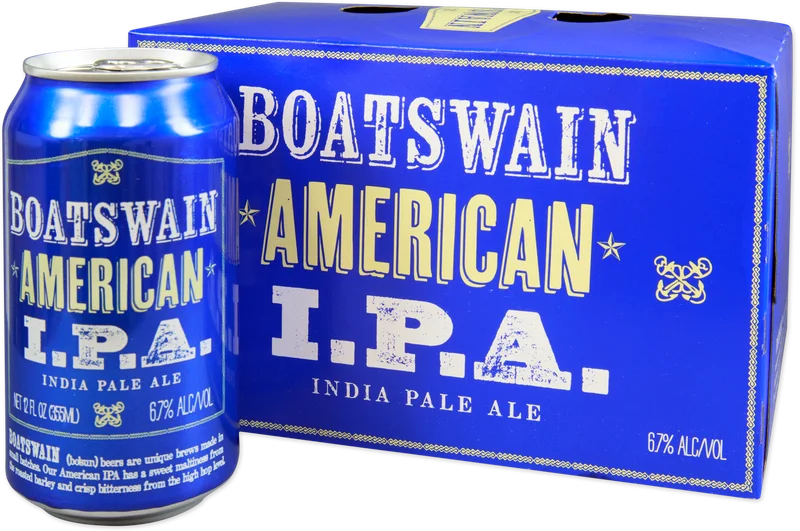 BOATSWAIN
AMERICAN
I.P.A.
INDIA PALE ALE
NET 12 FL OZ (355ML) 6.7% ALC/VOL
BOATSWAIN (bosun) beers are unique brews made in
small batches. Our American IPA has a sweet maltiness from
the roasted barley and crisp bitterness from the high hop level.
BOATSWAIN
AMERICAN
I.P.A.
INDIA PALE ALE
6.7% ALC/VOL